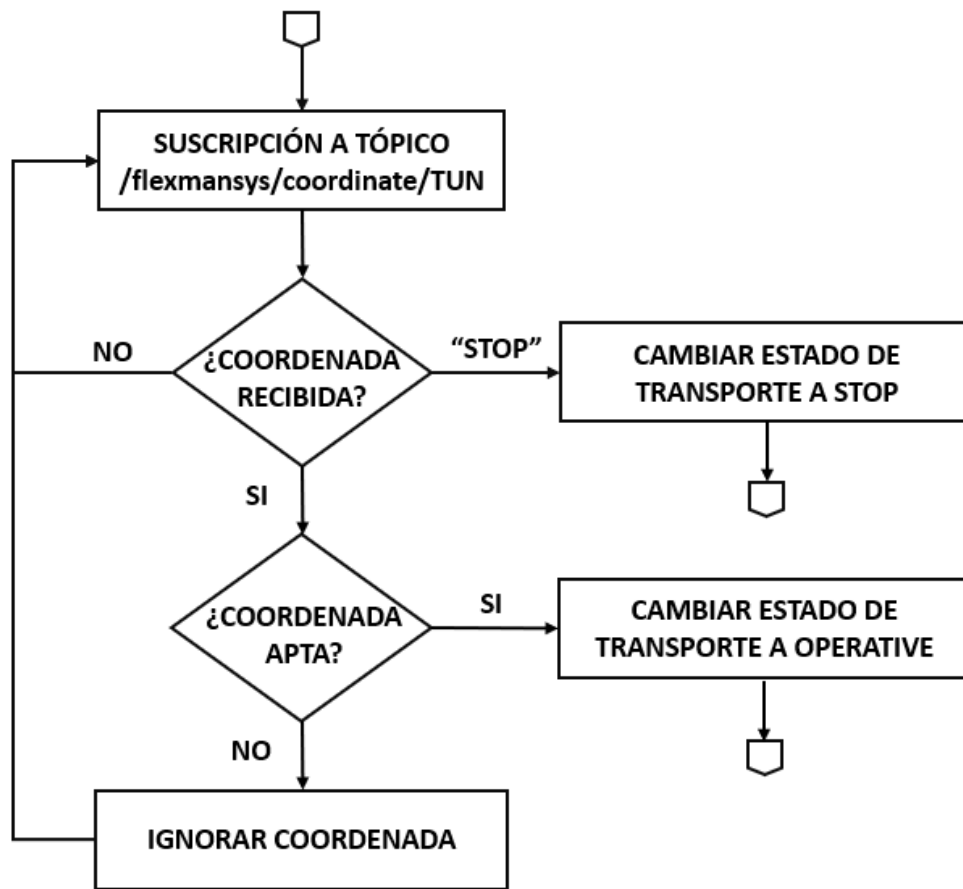 SUSCRIPCIÓN A TÓPICO
/flexmansys/coordinate/TUN
NO
¿COORDENADA
RECIBIDA?
“STOP”
CAMBIAR ESTADO DE
TRANSPORTE A STOP
SI
¿COORDENADA
APTA?
SI
CAMBIAR ESTADO DE
TRANSPORTE A OPERATIVE
NO
IGNORAR COORDENADA